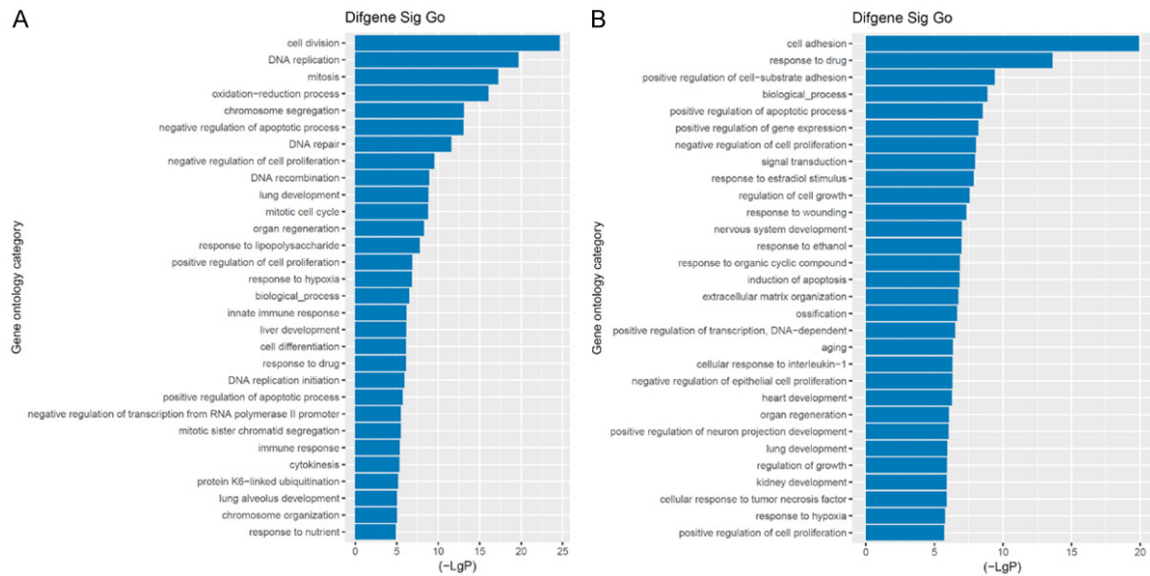 A
Difgene Sig Go
Gene ontology category
cell division
DNA replication
mitosis
oxidation−reduction process
chromosome segregation
negative regulation of apoptotic process
DNA repair
negative regulation of cell proliferation
DNA recombination
lung development
mitotic cell cycle
organ regeneration
response to lipopolysaccharide
positive regulation of cell proliferation
response to hypoxia
biological_process
innate immune response
liver development
cell differentiation
response to drug
DNA replication initiation
positive regulation of apoptotic process
negative regulation of transcription from RNA polymerase II promoter
mitotic sister chromatid segregation
immune response
cytokinesis
protein K6−linked ubiquitination
lung alveolus development
chromosome organization
response to nutrient
0 5 10 15 20 25
(−LgP)
B
Difgene Sig Go
Gene ontology category
cell adhesion
response to drug
positive regulation of cell−substrate adhesion
biological_process
positive regulation of apoptotic process
positive regulation of gene expression
negative regulation of cell proliferation
signal transduction
response to estradiol stimulus
regulation of cell growth
response to wounding
nervous system development
response to ethanol
response to organic cyclic compound
induction of apoptosis
extracellular matrix organization
ossification
positive regulation of transcription, DNA−dependent
aging
cellular response to interleukin−1
negative regulation of epithelial cell proliferation
heart development
organ regeneration
positive regulation of neuron projection development
lung development
regulation of growth
kidney development
cellular response to tumor necrosis factor
response to hypoxia
positive regulation of cell proliferation
0 5 10 15 20
(−LgP)